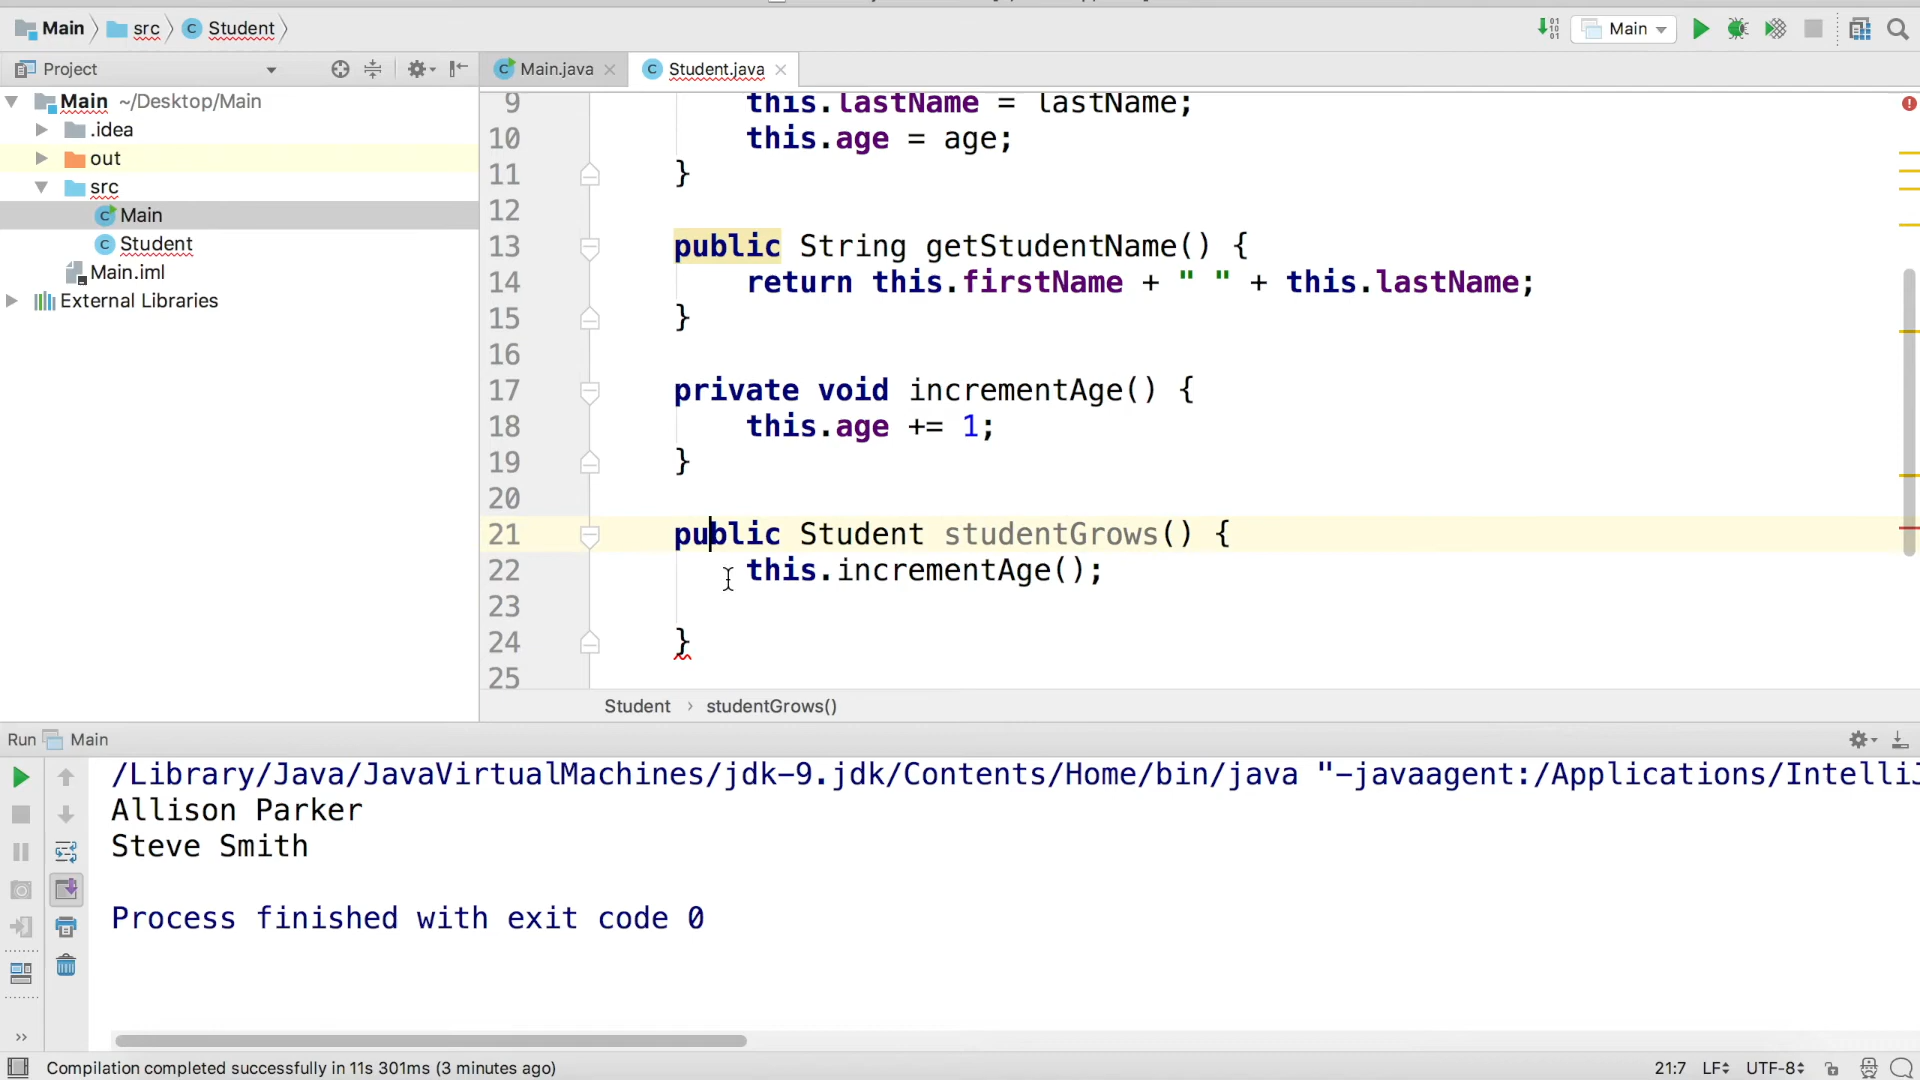 Main src Student
Main
Project
Main.java Student.java
Main ~/Desktop/Main
.idea
out
src
Main
Student
Main.iml
External Libraries
9 this.lastName = lastName;
10 this.age = age;
11 }
12
13 public String getStudentName() {
14 return this.firstName + " " + this.lastName;
15 }
16
17 private void incrementAge() {
18 this.age += 1;
19 }
20
21 public Student studentGrows() {
22 this.incrementAge();
23
24 }
25
Student › studentGrows()
Run Main
/Library/Java/JavaVirtualMachines/jdk-9.jdk/Contents/Home/bin/java "-javaagent:/Applications/IntelliJ
Allison Parker
Steve Smith
Process finished with exit code 0
Compilation completed successfully in 11s 301ms (3 minutes ago)
21:7 LF UTF-8